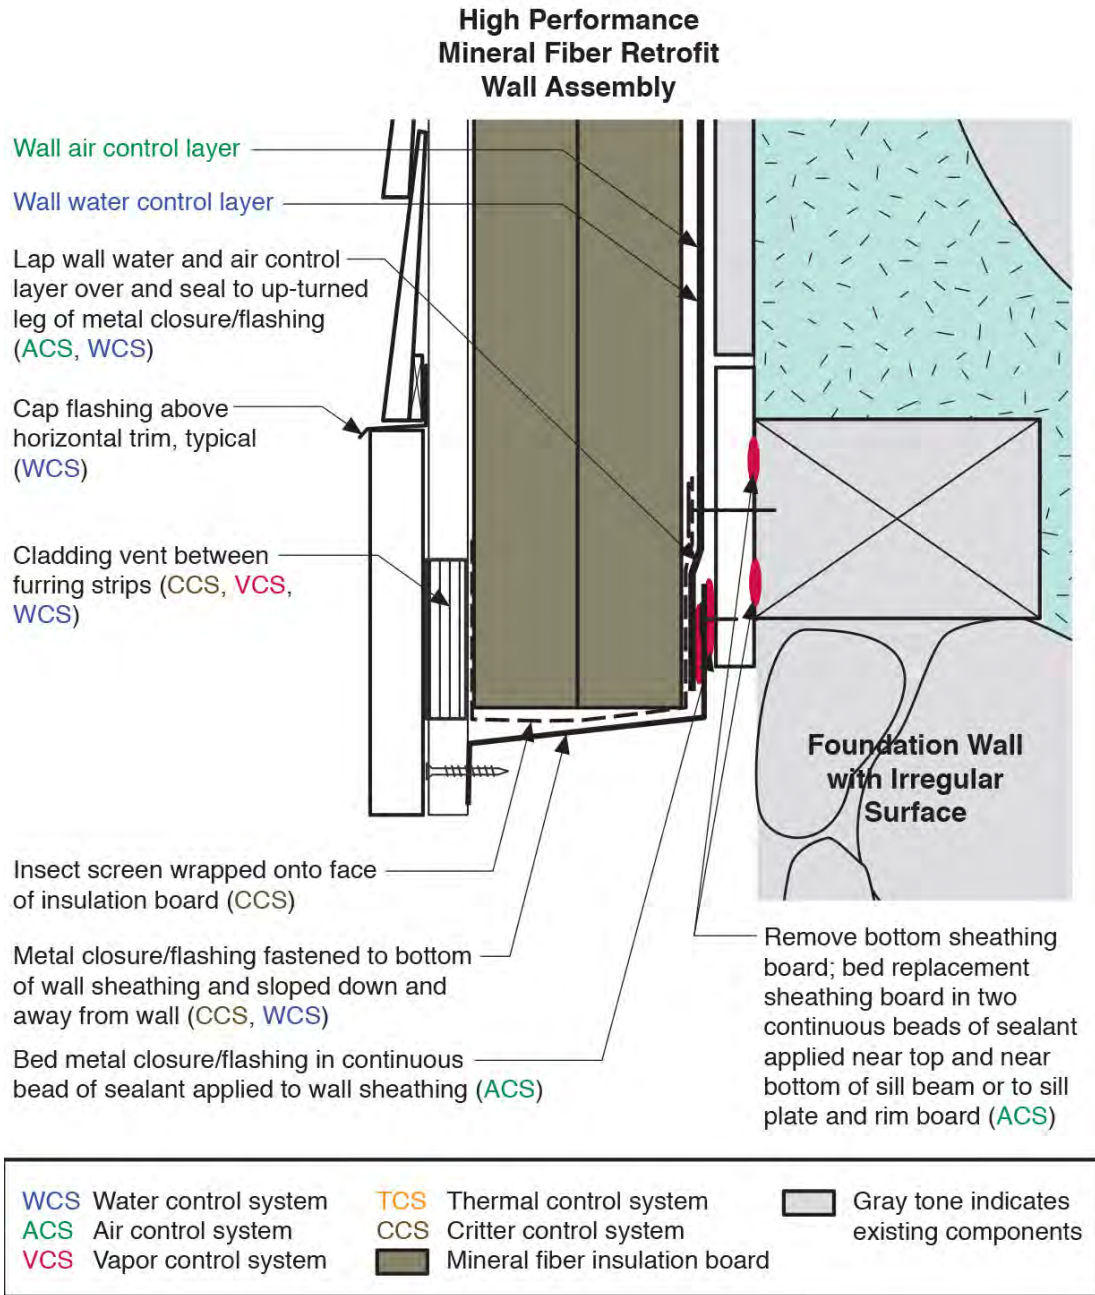 High Performance
Mineral Fiber Retrofit
Wall Assembly
Wall air control layer
Wall water control layer
Lap wall water and air control
layer over and seal to up-turned
leg of metal closure/flashing
(ACS, WCS)
Cap flashing above
horizontal trim, typical
(WCS)
Cladding vent between
furring strips (CCS, VCS,
WCS)
Foundation Wall
with Irregular
Surface
Insect screen wrapped onto face
of insulation board (CCS)
Metal closure/flashing fastened to bottom
of wall sheathing and sloped down and
away from wall (CCS, WCS)
Bed metal closure/flashing in continuous
bead of sealant applied to wall sheathing (ACS)
Remove bottom sheathing
board; bed replacement
sheathing board in two
continuous beads of sealant
applied near top and near
bottom of sill beam or to sill
plate and rim board (ACS)
WCS Water control system
ACS Air control system
VCS Vapor control system
TCS Thermal control system
CCS Critter control system
Mineral fiber insulation board
Gray tone indicates
existing components